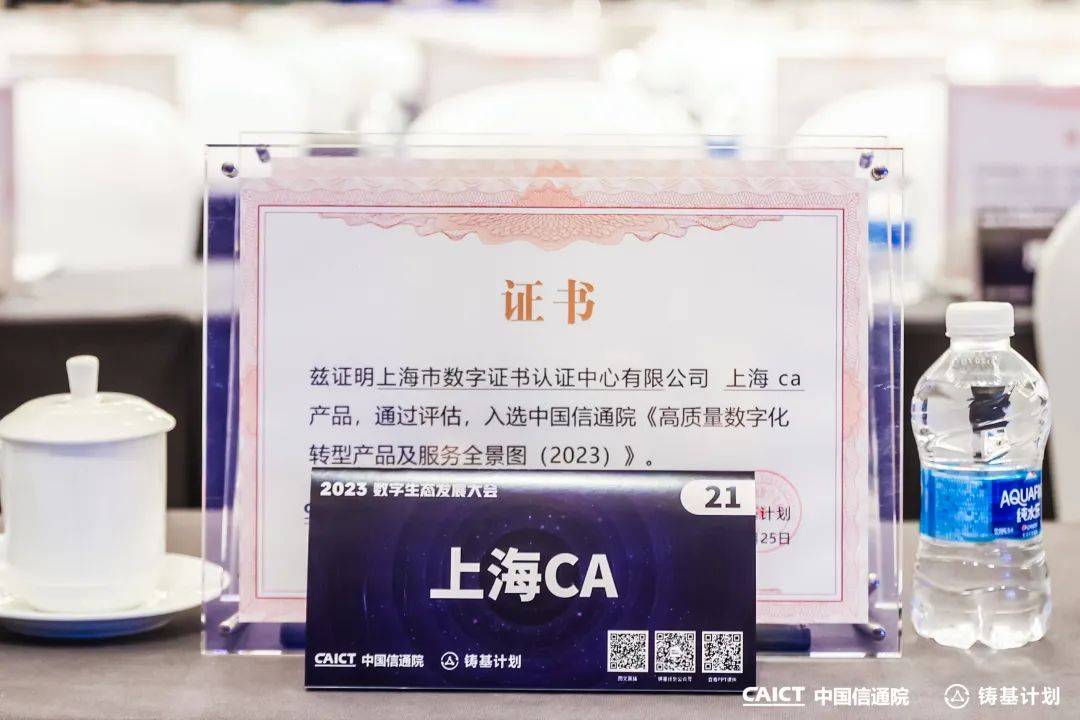 证书
兹证明上海市数字证书认证中心有限公司 上海 ca
产品，通过评估，入选中国信通院《高质量数字化
转型产品及服务全景图（2023）》。
计划
25日
2023 数字生态发展大会
21
上海CA
CAICT 中国信通院 铸基计划
AQUAFI
纯水乐
CAICT 中国信通院 铸基计划